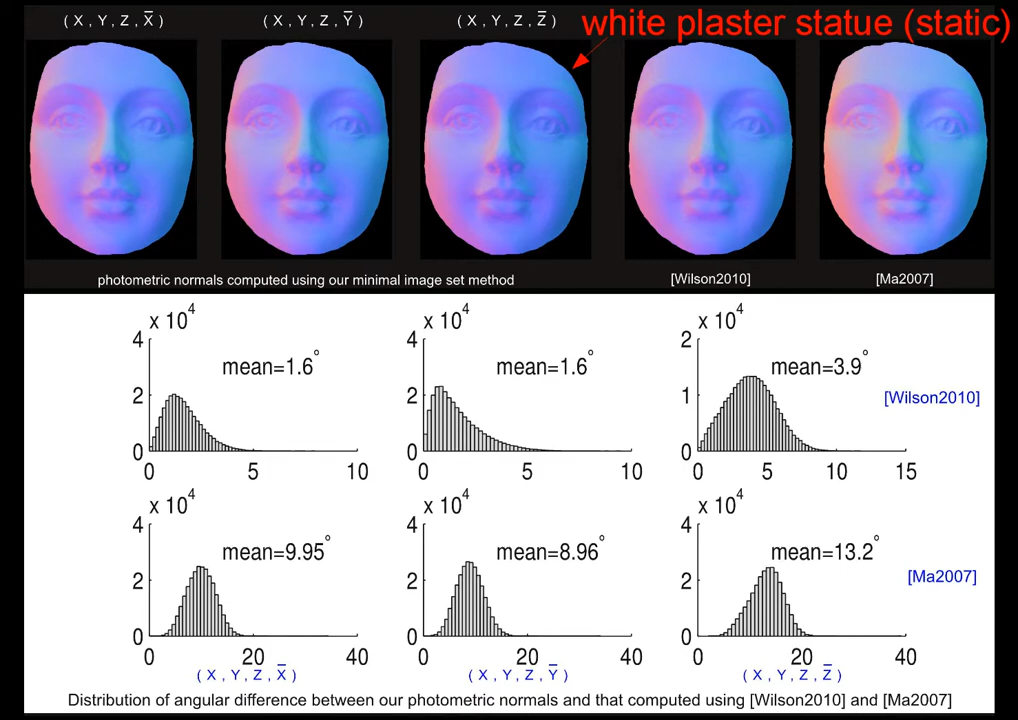 ( X , Y , Z , X̅ ) ( X , Y , Z , Y̅ ) ( X , Y , Z , Z̅ ) white plaster statue (static)
photometric normals computed using our minimal image set method [Wilson2010] [Ma2007]
x 10⁴ x 10⁴ x 10⁴
4 4 2
mean=1.6° mean=1.6° mean=3.9°
2 2 1 [Wilson2010]
0 0 0
0 5 10 0 5 10 0 5 10 15
x 10⁴ x 10⁴ x 10⁴
4 4 4
mean=9.95° mean=8.96° mean=13.2°
2 2 2 [Ma2007]
0 0 0
0 20 40 0 20 40 0 20 40
( X , Y , Z , X̅ ) ( X , Y , Z , Y̅ ) ( X , Y , Z , Z̅ )
Distribution of angular difference between our photometric normals and that computed using [Wilson2010] and [Ma2007]